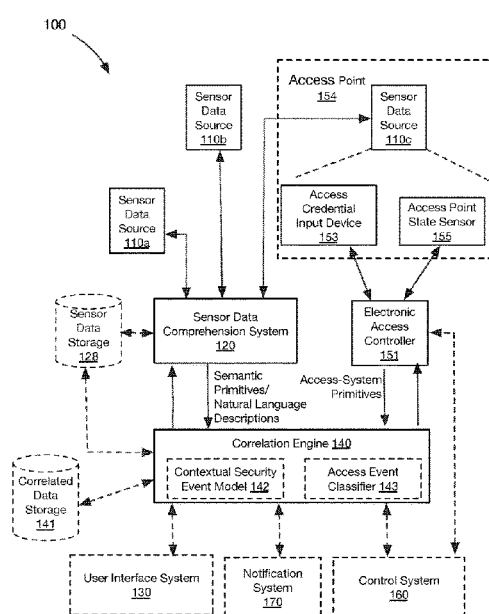 100
Access Point
154
Sensor
Data
Source
110c
Sensor
Data
Source
110b
Sensor
Data
Source
110a
Access
Credential
Input Device
153
Access Point
State Sensor
155
Sensor
Data
Storage
128
Sensor Data
Comprehension System
120
Electronic
Access
Controller
151
Semantic
Primitives/
Natural Language
Descriptions
Access-System
Primitives
Correlation Engine 140
Contextual Security
Event Model 142
Access Event
Classifier 143
Correlated
Data
Storage
141
User Interface System
130
Notification
System
170
Control System
160